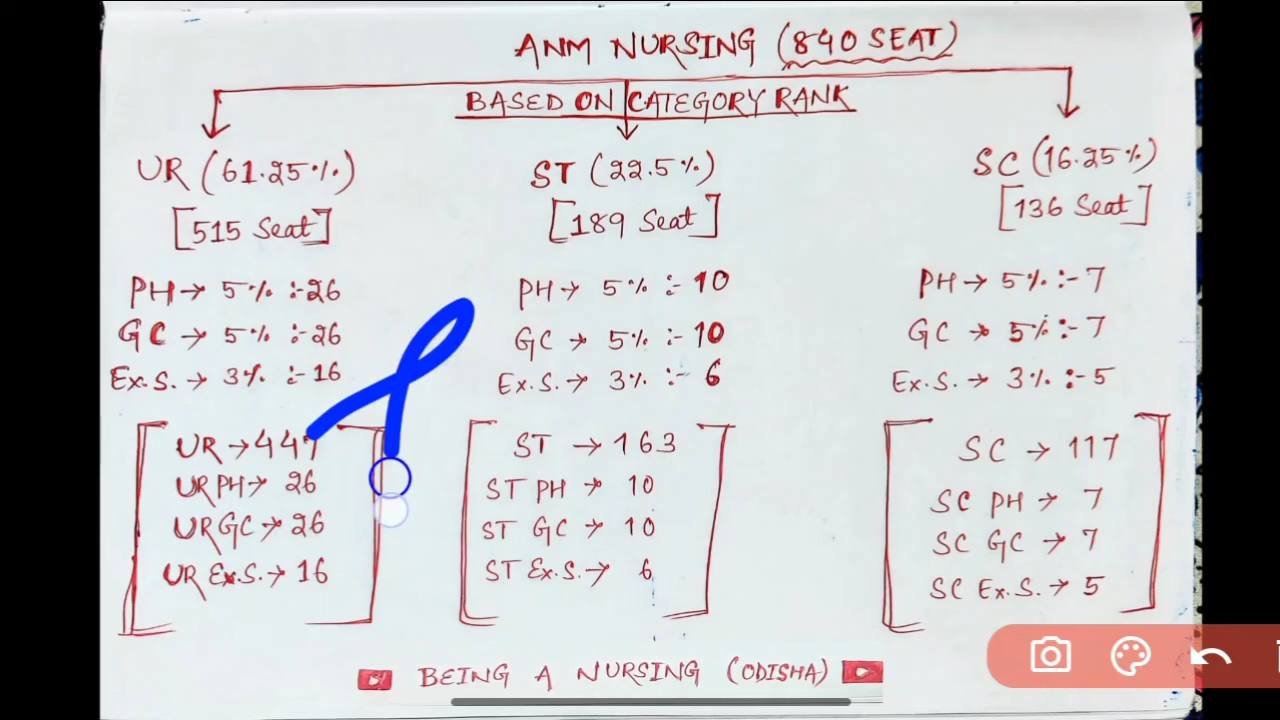 ANM NURSING (840 SEAT)
BASED ON CATEGORY RANK
UR (61.25%)
[515 Seat]
PH → 5% :- 26
GC → 5% :- 26
Ex.S. → 3% :- 16
UR → 447
UR PH → 26
UR GC → 26
UR Ex.S. → 16
ST (22.5%)
[189 Seat]
PH → 5% :- 10
GC → 5% :- 10
Ex.S. → 3% :- 6
ST → 163
ST PH → 10
ST GC → 10
ST Ex.S. → 6
SC (16.25%)
[136 Seat]
PH → 5% :- 7
GC → 5% :- 7
Ex.S. → 3% :- 5
SC → 117
SC PH → 7
SC GC → 7
SC Ex.S. → 5
BEING A NURSING (ODISHA)